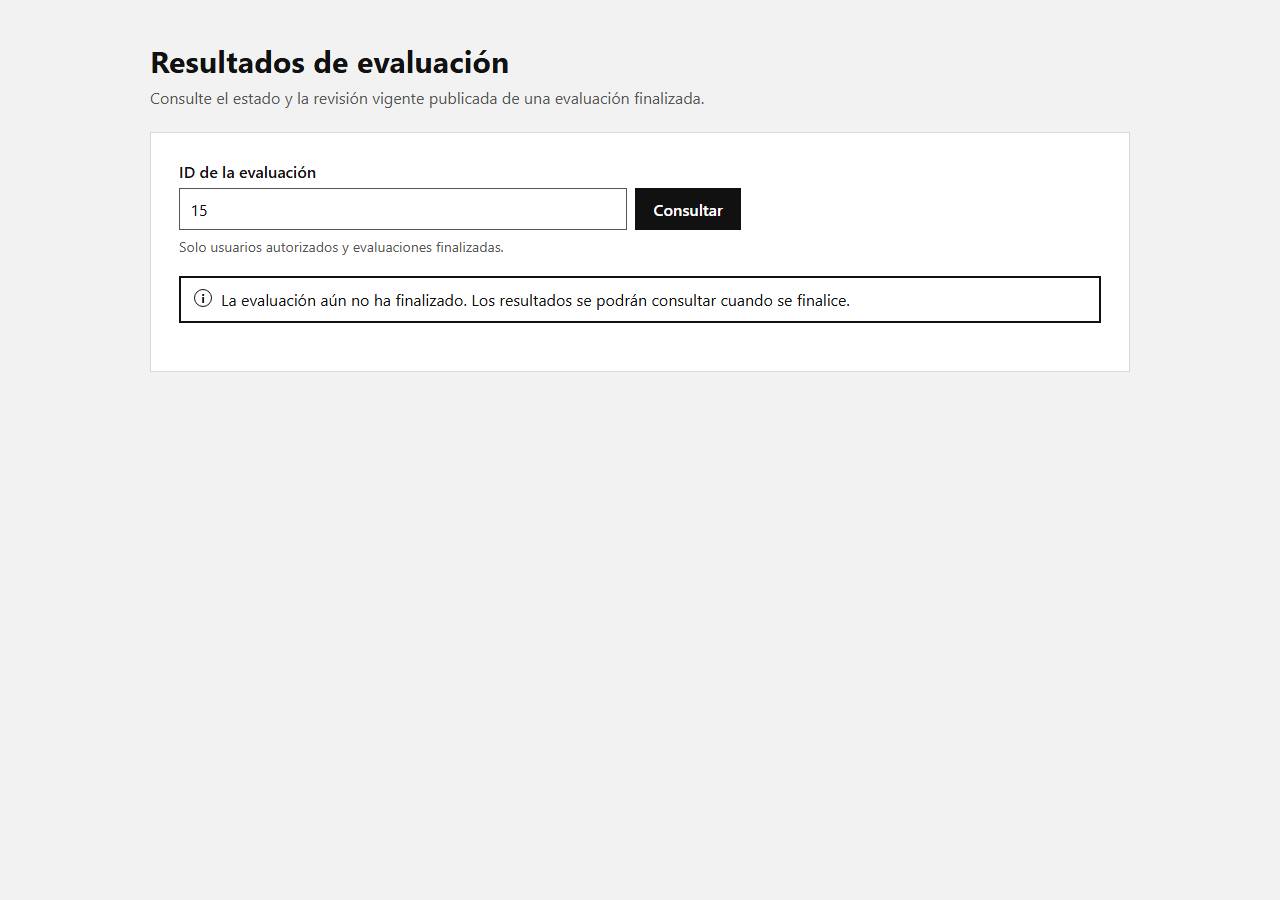 Resultados de evaluación
Consulte el estado y la revisión vigente publicada de una evaluación finalizada.
ID de la evaluación
15
Consultar
Solo usuarios autorizados y evaluaciones finalizadas.
La evaluación aún no ha finalizado. Los resultados se podrán consultar cuando se finalice.